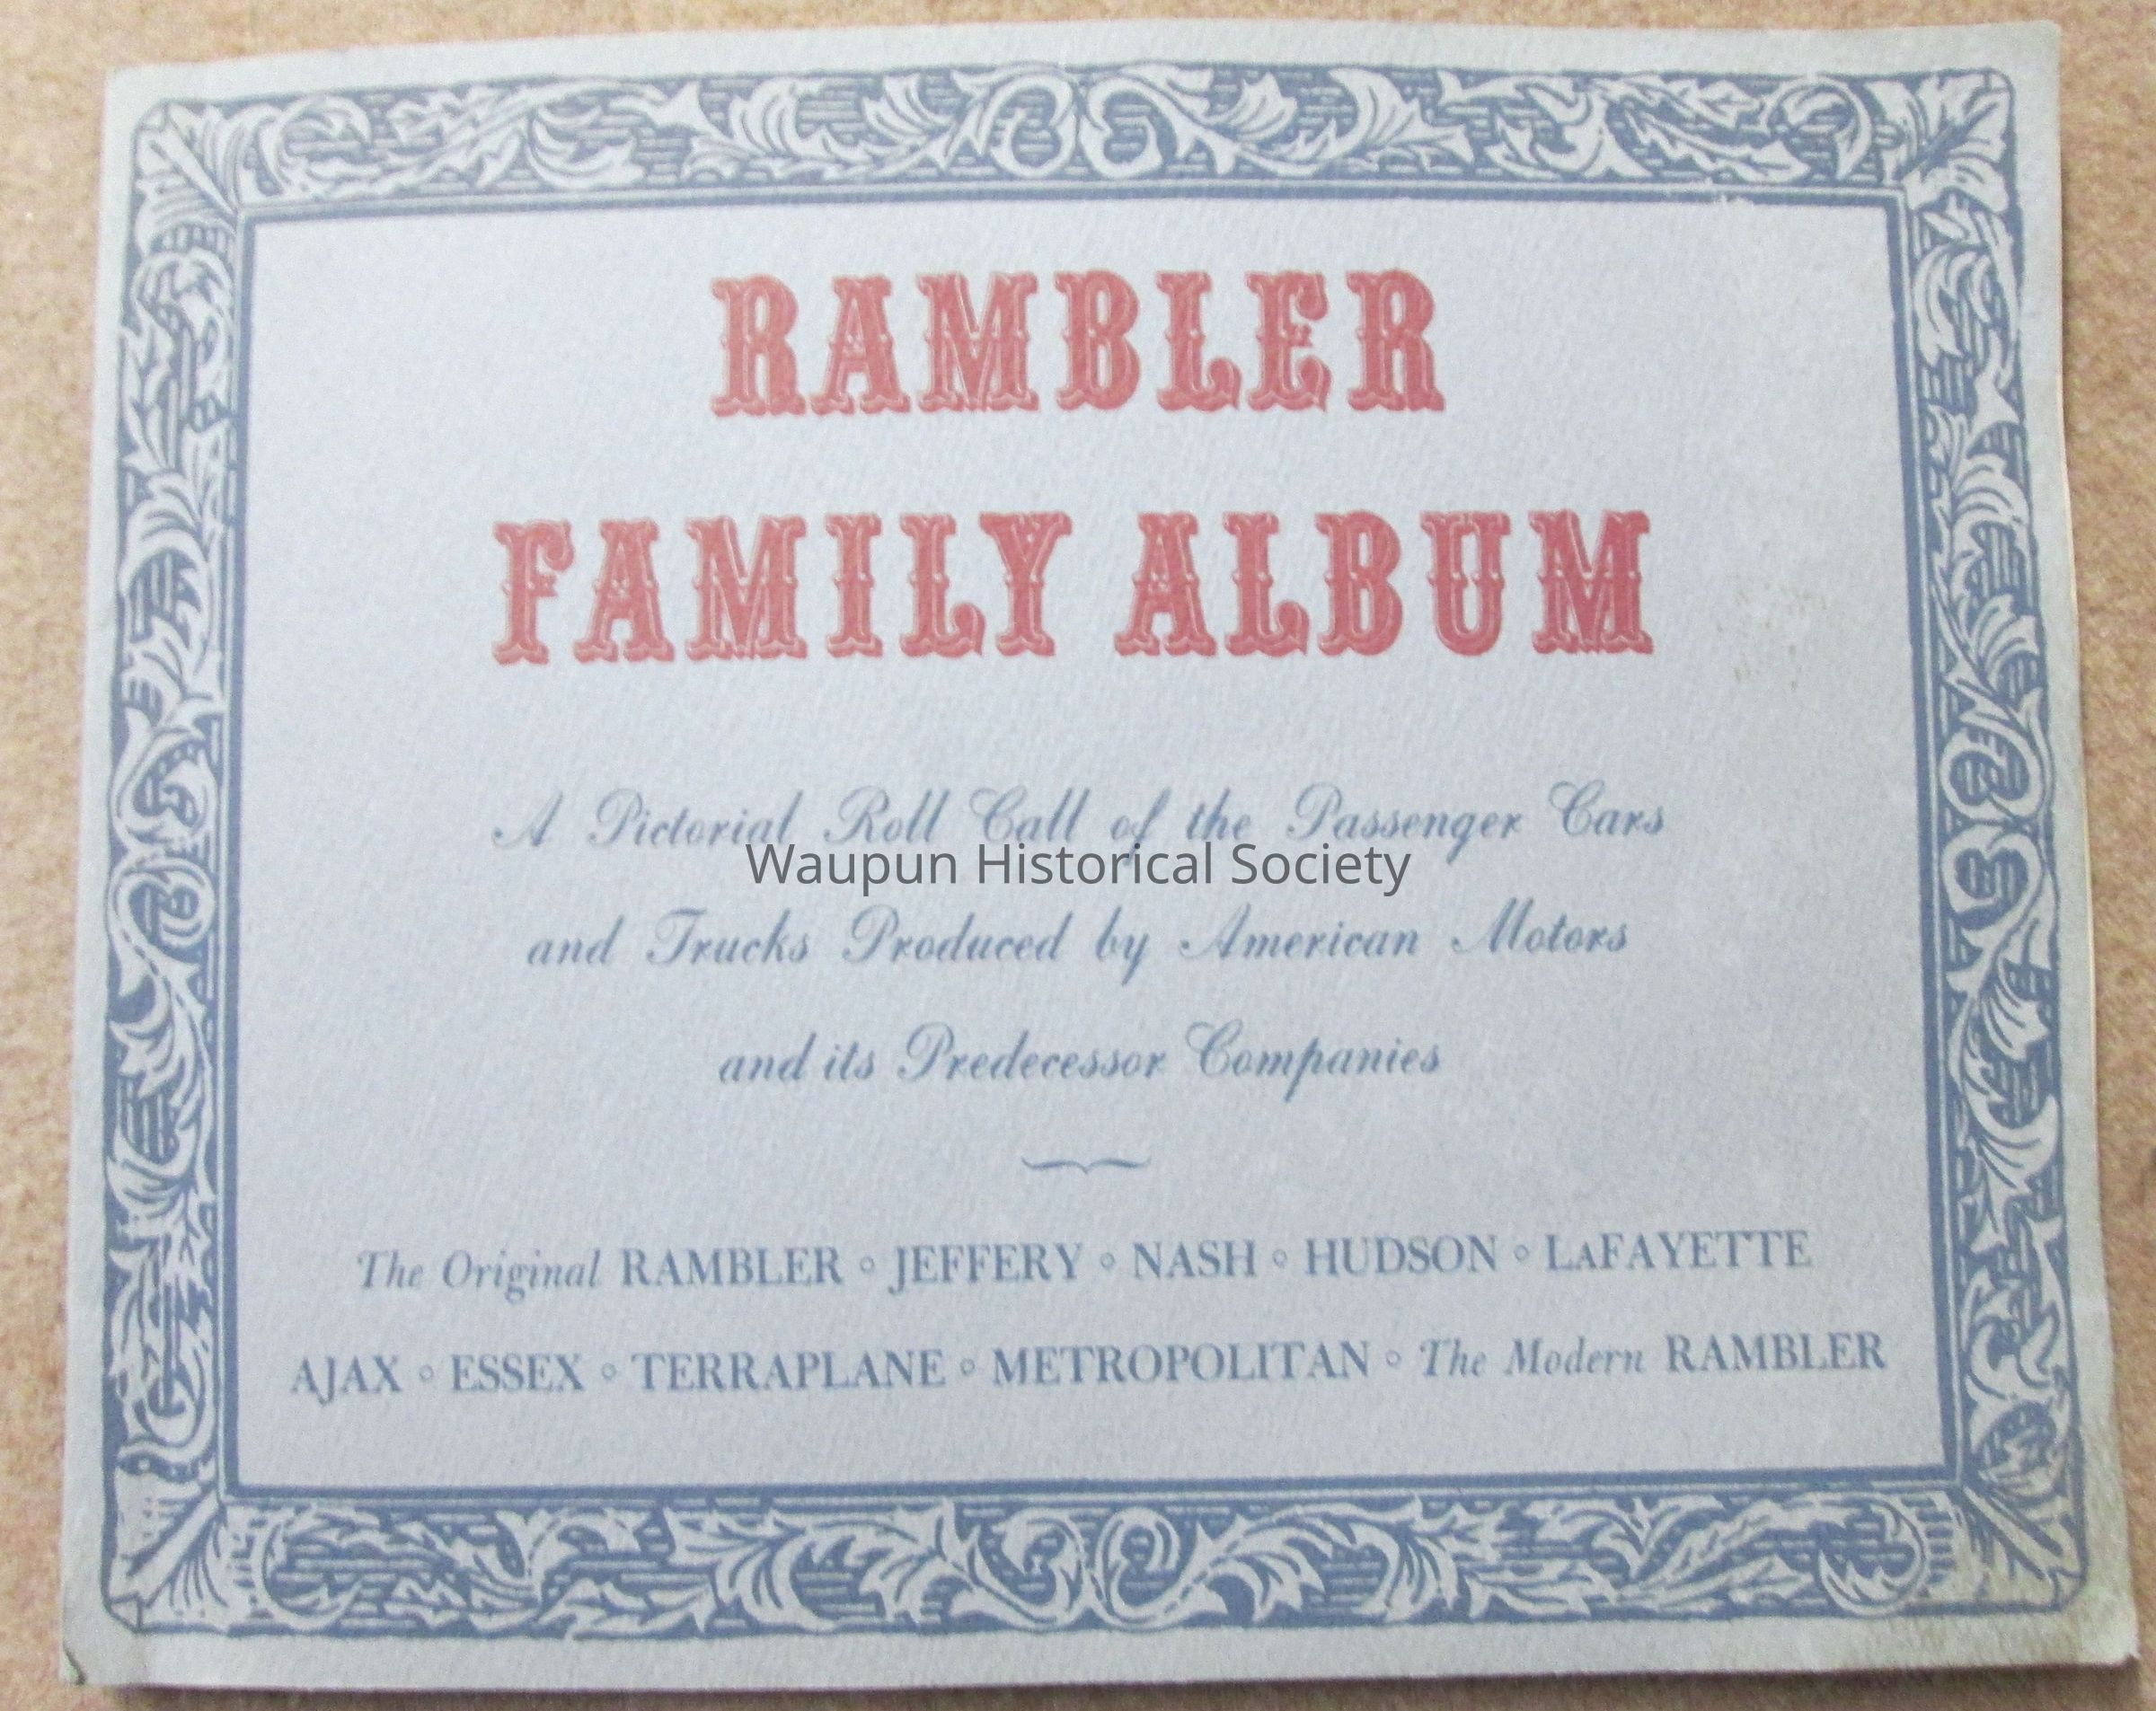 RAMBLER
FAMILY ALBUM
A Pictorial Roll Call of the Passenger Cars
Waupun Historical Society
and Trucks Produced by American Motors
and its Predecessor Companies
The Original RAMBLER ◦ JEFFERY ◦ NASH ◦ HUDSON ◦ LAFAYETTE
AJAX ◦ ESSEX ◦ TERRAPLANE ◦ METROPOLITAN ◦ The Modern RAMBLER